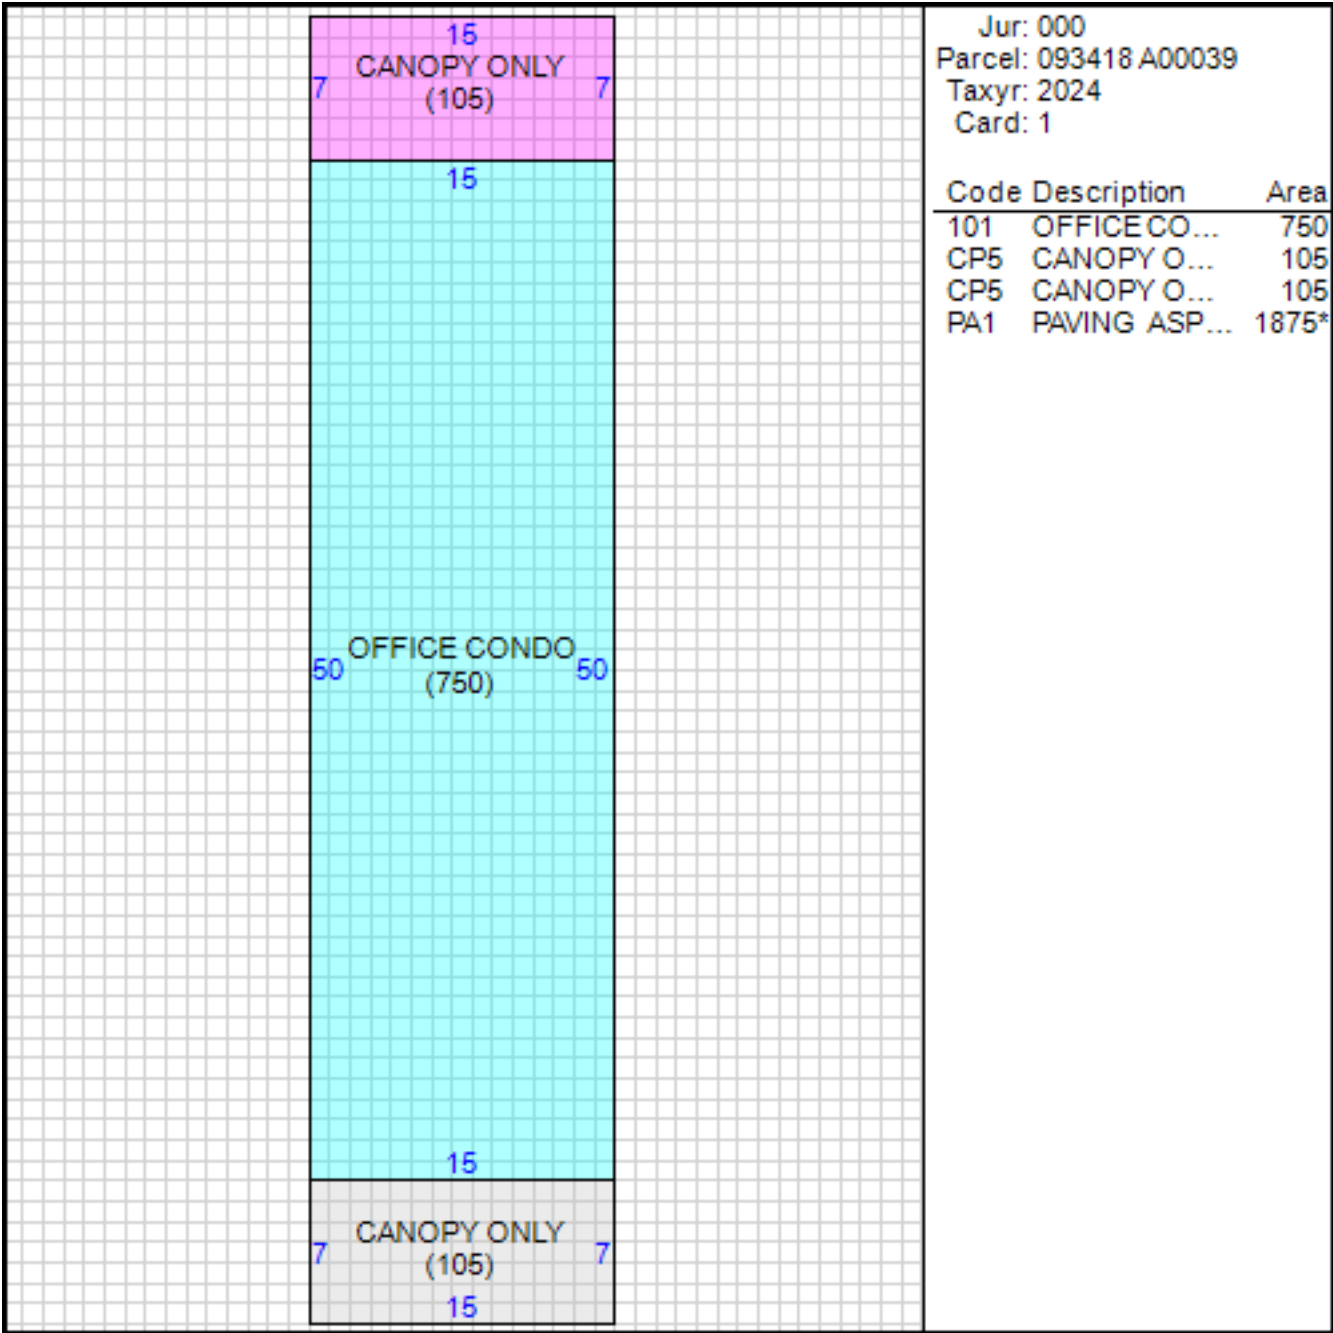 15
CANOPY ONLY
7 7
(105)
15
OFFICE CONDO
50 50
(750)
15
CANOPY ONLY
7 7
(105)
15
Jur: 000
Parcel: 093418 A00039
Taxyr: 2024
Card: 1
Code Description Area
101 OFFICE CO... 750
CP5 CANOPY O... 105
CP5 CANOPY O... 105
PA1 PAVING ASP... 1875*